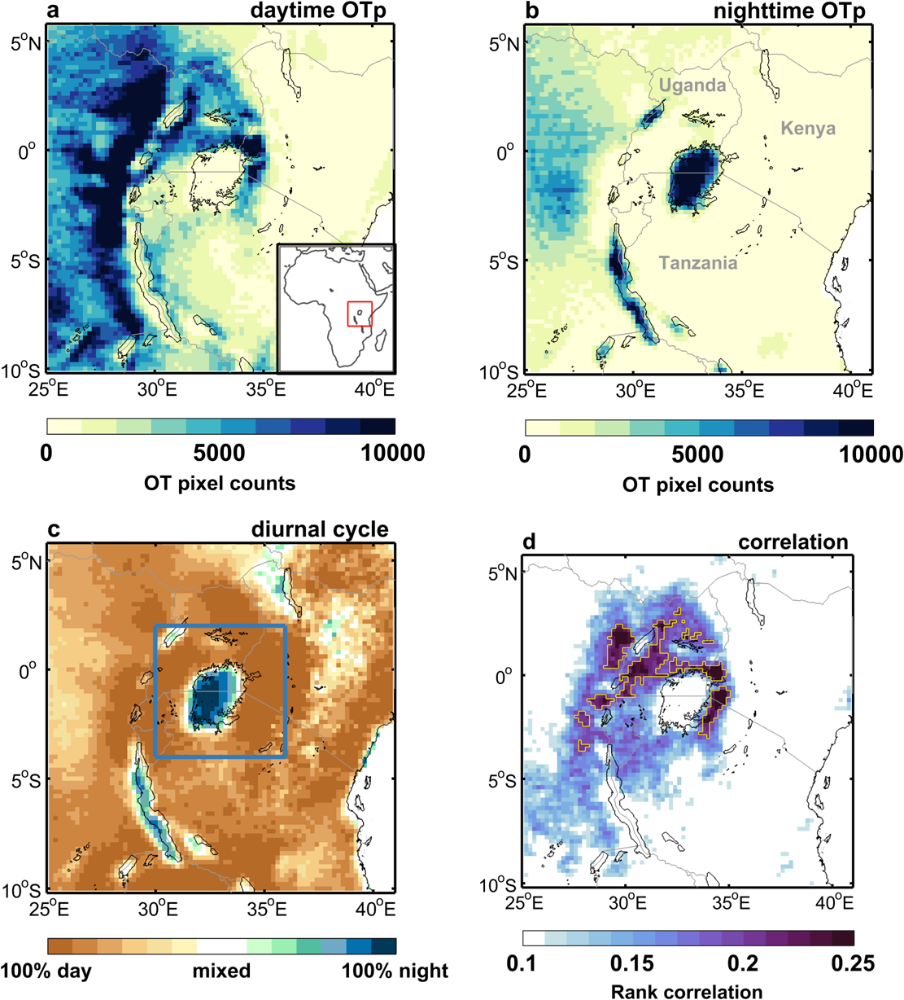 a daytime OTp
5°N
0°
5°S
10°S
25°E 30°E 35°E 40°E
0 5000 10000
OT pixel counts
b nighttime OTp
5°N
0°
5°S
10°S
Uganda
Kenya
Tanzania
25°E 30°E 35°E 40°E
0 5000 10000
OT pixel counts
c diurnal cycle
5°N
0°
5°S
10°S
25°E 30°E 35°E 40°E
100% day mixed 100% night
d correlation
5°N
0°
5°S
10°S
25°E 30°E 35°E 40°E
0.1 0.15 0.2 0.25
Rank correlation